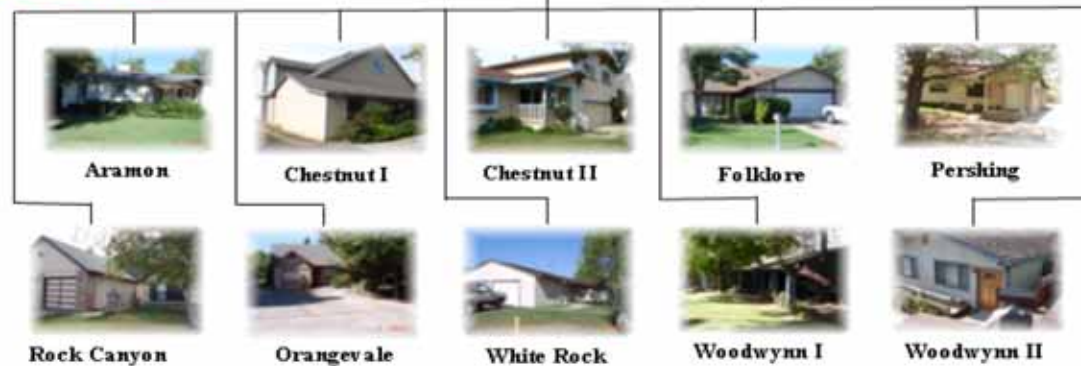 Aramon
Chestnut I
Chestnut II
Folklore
Pershing
Rock Canyon
Orangevale
White Rock
Woodwynn I
Woodwynn II